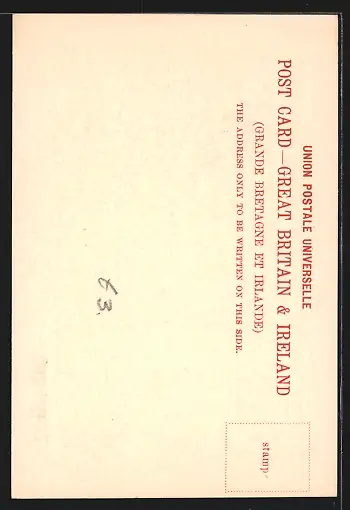 UNION POSTALE UNIVERSELLE
POST CARD—GREAT BRITAIN & IRELAND
(GRANDE BRETAGNE ET IRLANDE)
THE ADDRESS ONLY TO BE WRITTEN ON THIS SIDE.
stamp
£3.